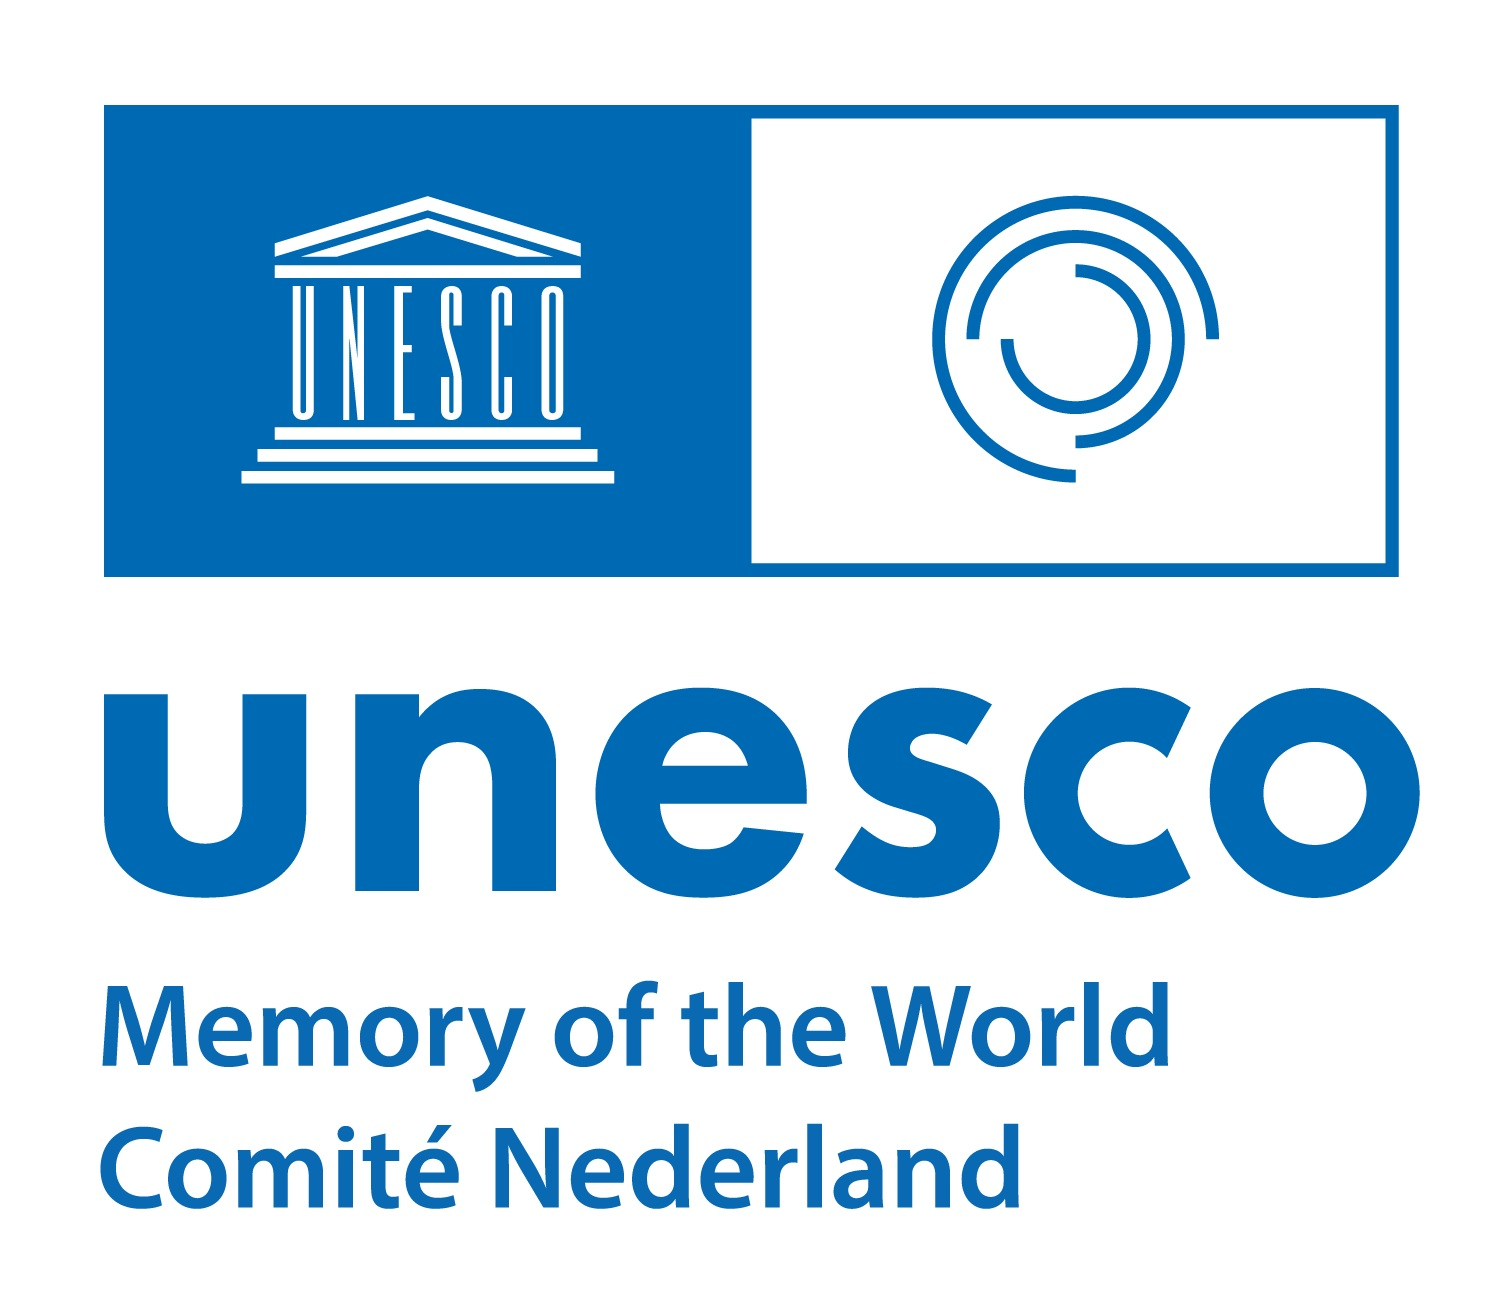 UNESCO
unesco
Memory of the World
Comité Nederland